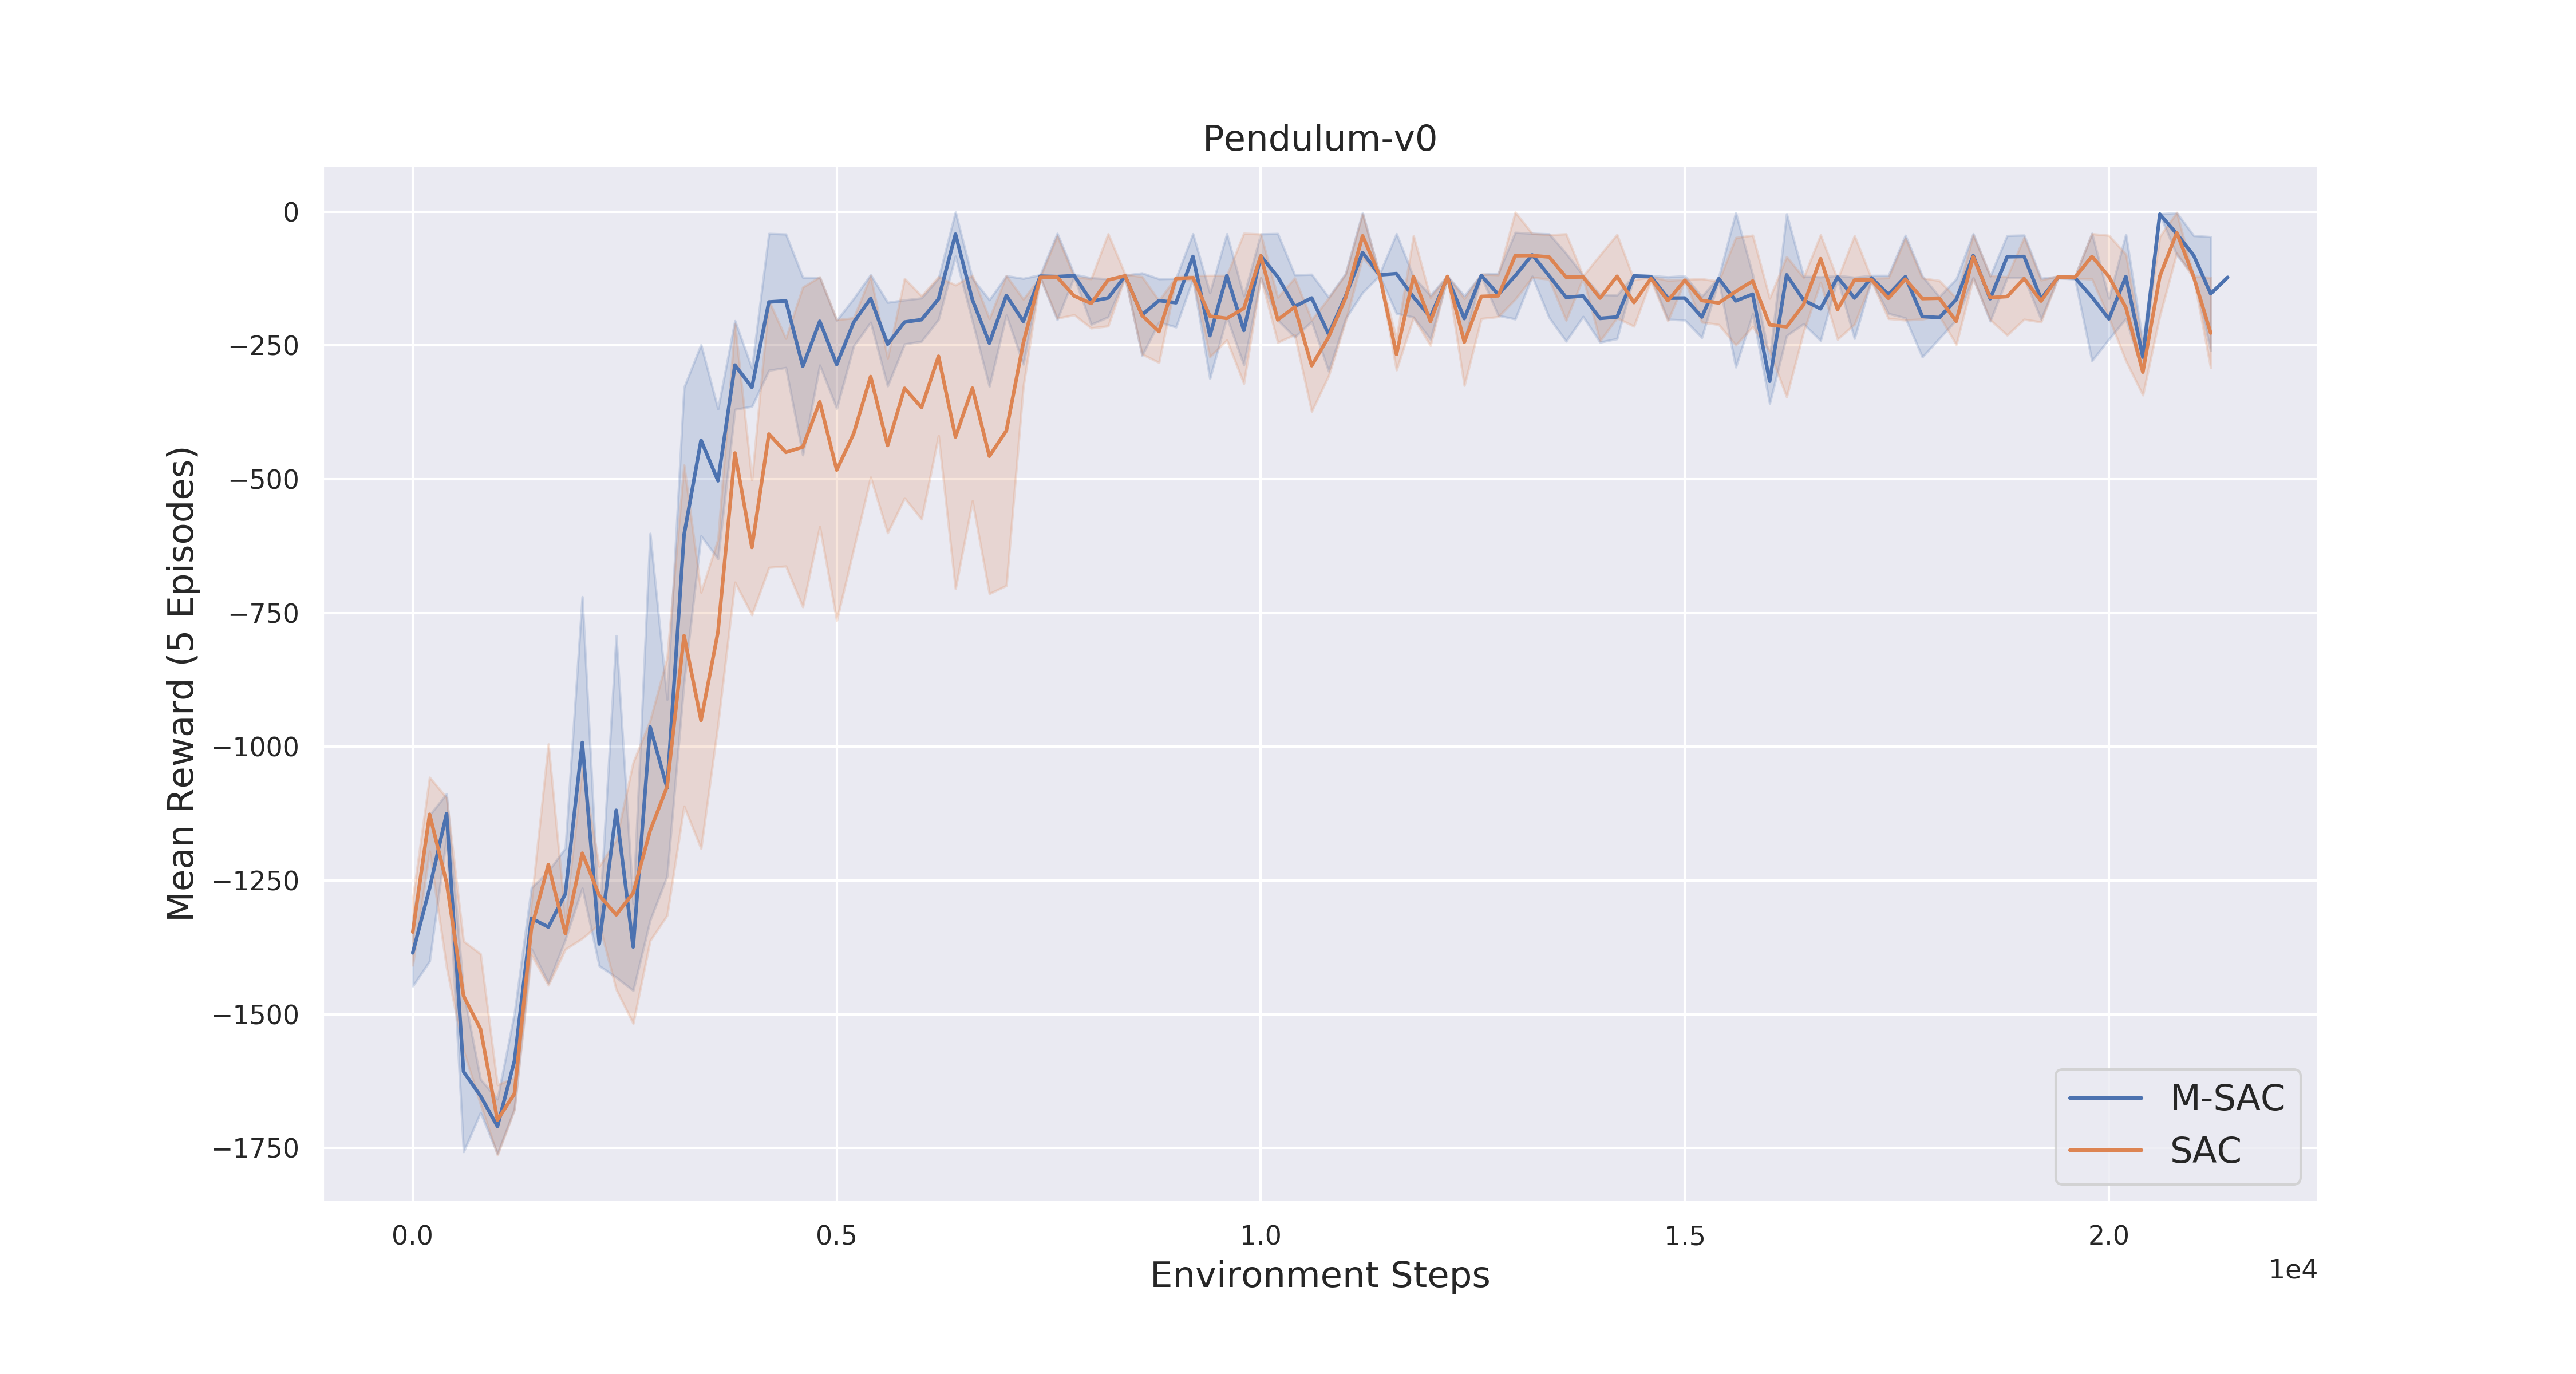 Pendulum-v0
0
−250
−500
−750
−1000
−1250
−1500
−1750
Mean Reward (5 Episodes)
M-SAC
SAC
0.0 0.5 1.0 1.5 2.0
1e4
Environment Steps